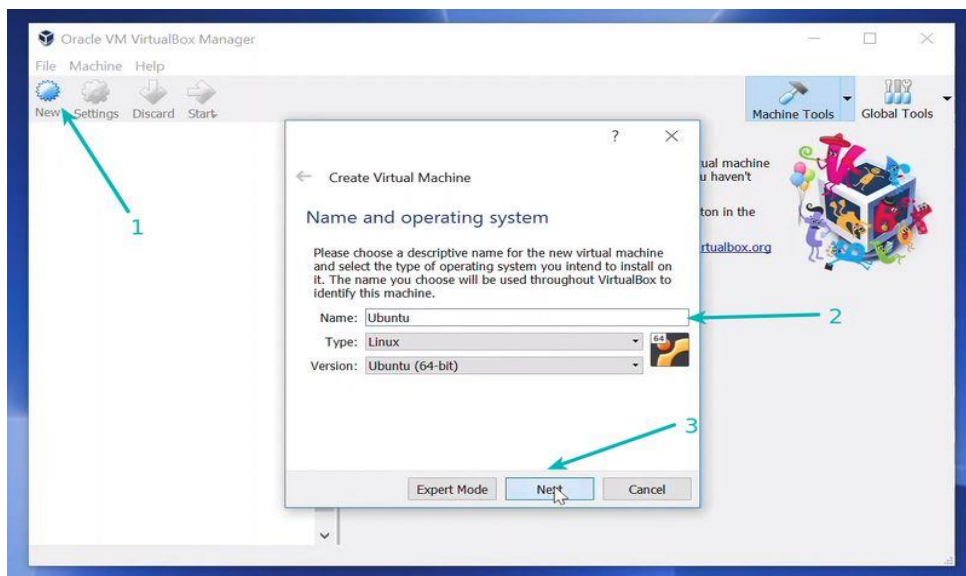 Oracle VM VirtualBox Manager
File Machine Help
New Settings Discard Start
Machine Tools Global Tools
1
? ×
Create Virtual Machine
Name and operating system
Please choose a descriptive name for the new virtual machine
and select the type of operating system you intend to install on
it. The name you choose will be used throughout VirtualBox to
identify this machine.
Name: Ubuntu
2
Type: Linux
64
Version: Ubuntu (64-bit)
3
Expert Mode Next Cancel
machine
u haven't
ton in the
rtualbox.org